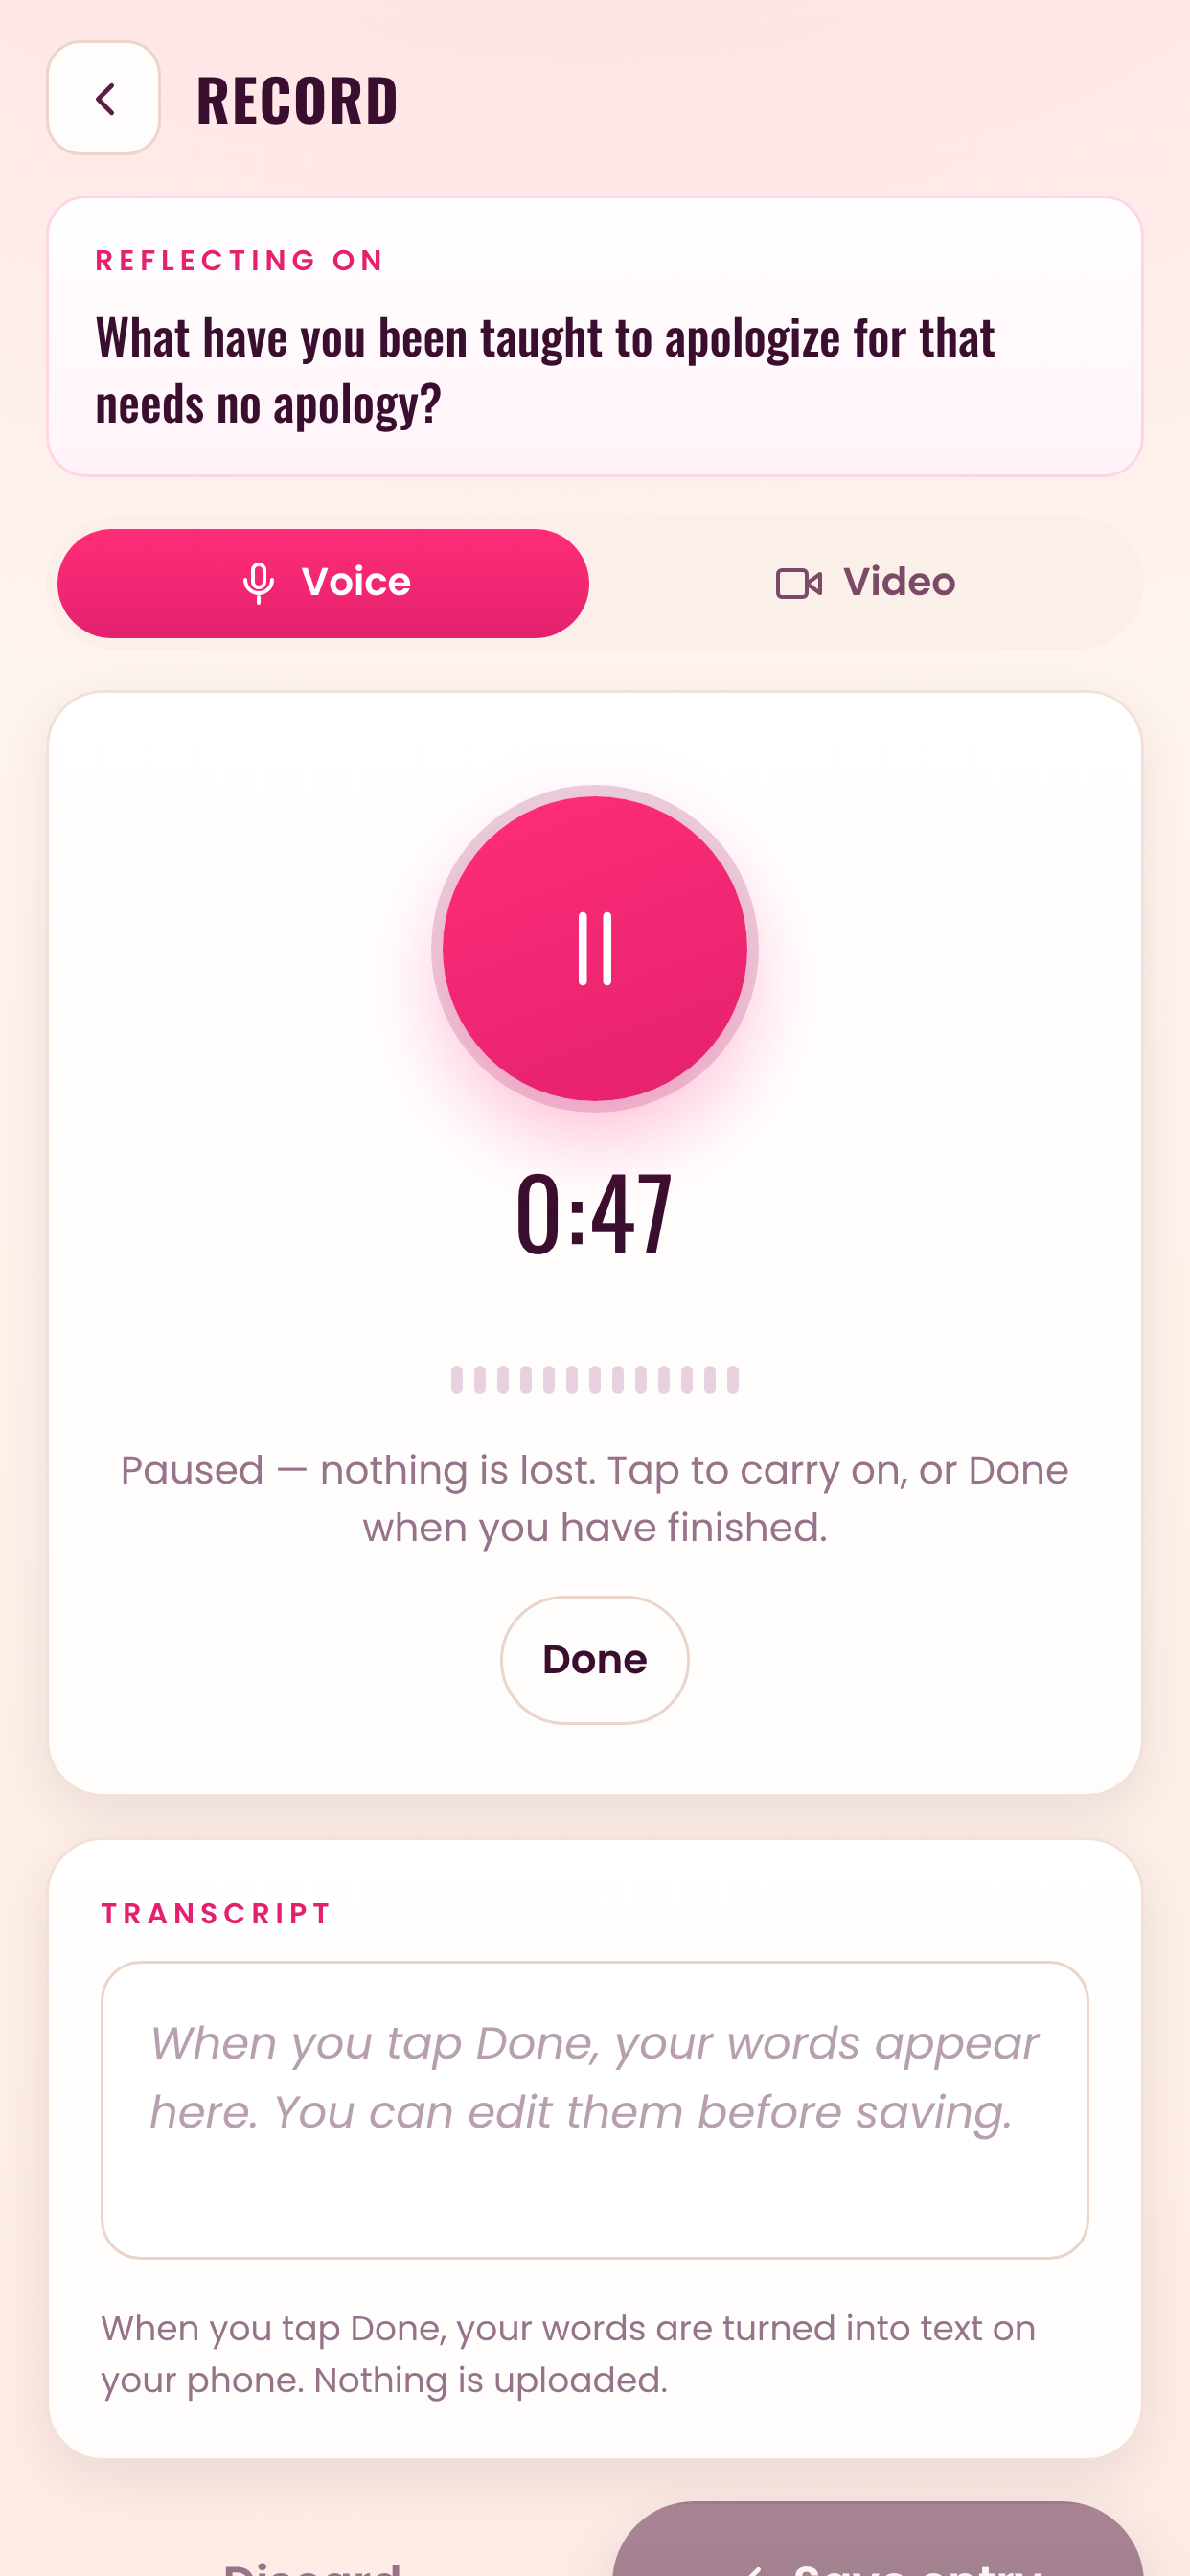 RECORD
REFLECTING ON
What have you been taught to apologize for that
needs no apology?
Voice
Video
0:47
Paused — nothing is lost. Tap to carry on, or Done
when you have finished.
Done
TRANSCRIPT
When you tap Done, your words appear
here. You can edit them before saving.
When you tap Done, your words are turned into text on
your phone. Nothing is uploaded.
Discard
Save entry